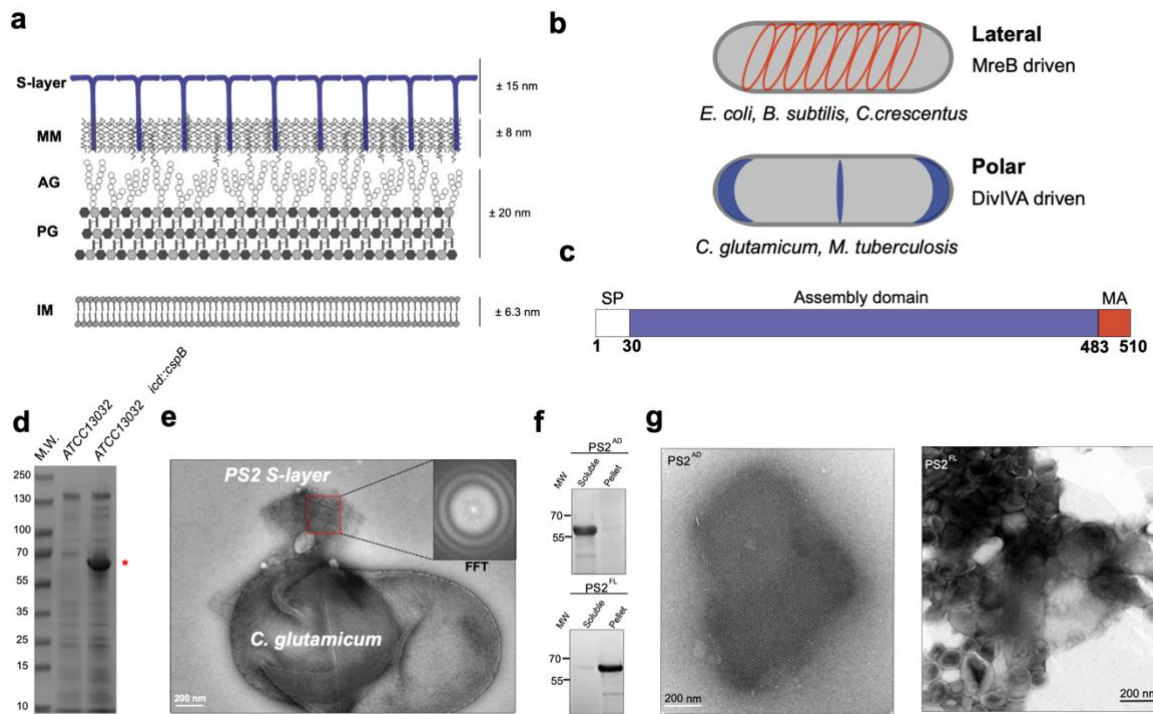 a
S-layer
± 15 nm
MM
± 8 nm
AG
± 20 nm
PG
IM
± 6.3 nm
b
Lateral
MreB driven
E. coli, B. subtilis, C.crescentus
Polar
DivIVA driven
C. glutamicum, M. tuberculosis
c
SP
Assembly domain
MA
1
30
483
510
d
M.W.
ATCC13032
ATCC13032 icd::cspB
250
130
100
70
55
35
25
15
10
*
e
PS2 S-layer
FFT
C. glutamicum
200 nm
f
PS2AD
MW
Soluble
Pellet
70
55
PS2FL
MW
Soluble
Pellet
70
55
g
PS2AD
200 nm
PS2FL
200 nm